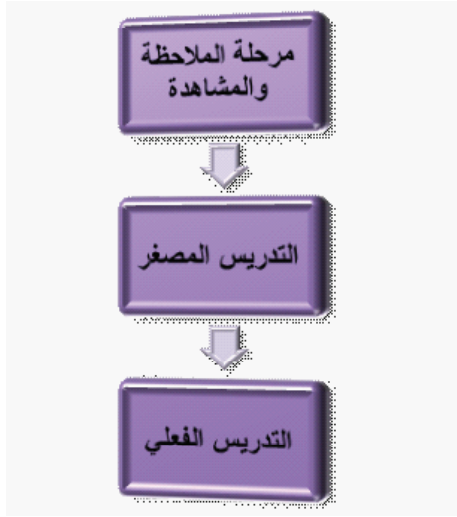 مرحلة الملاحظة
والمشاهدة
التدريس المصغر
التدريس الفعلي